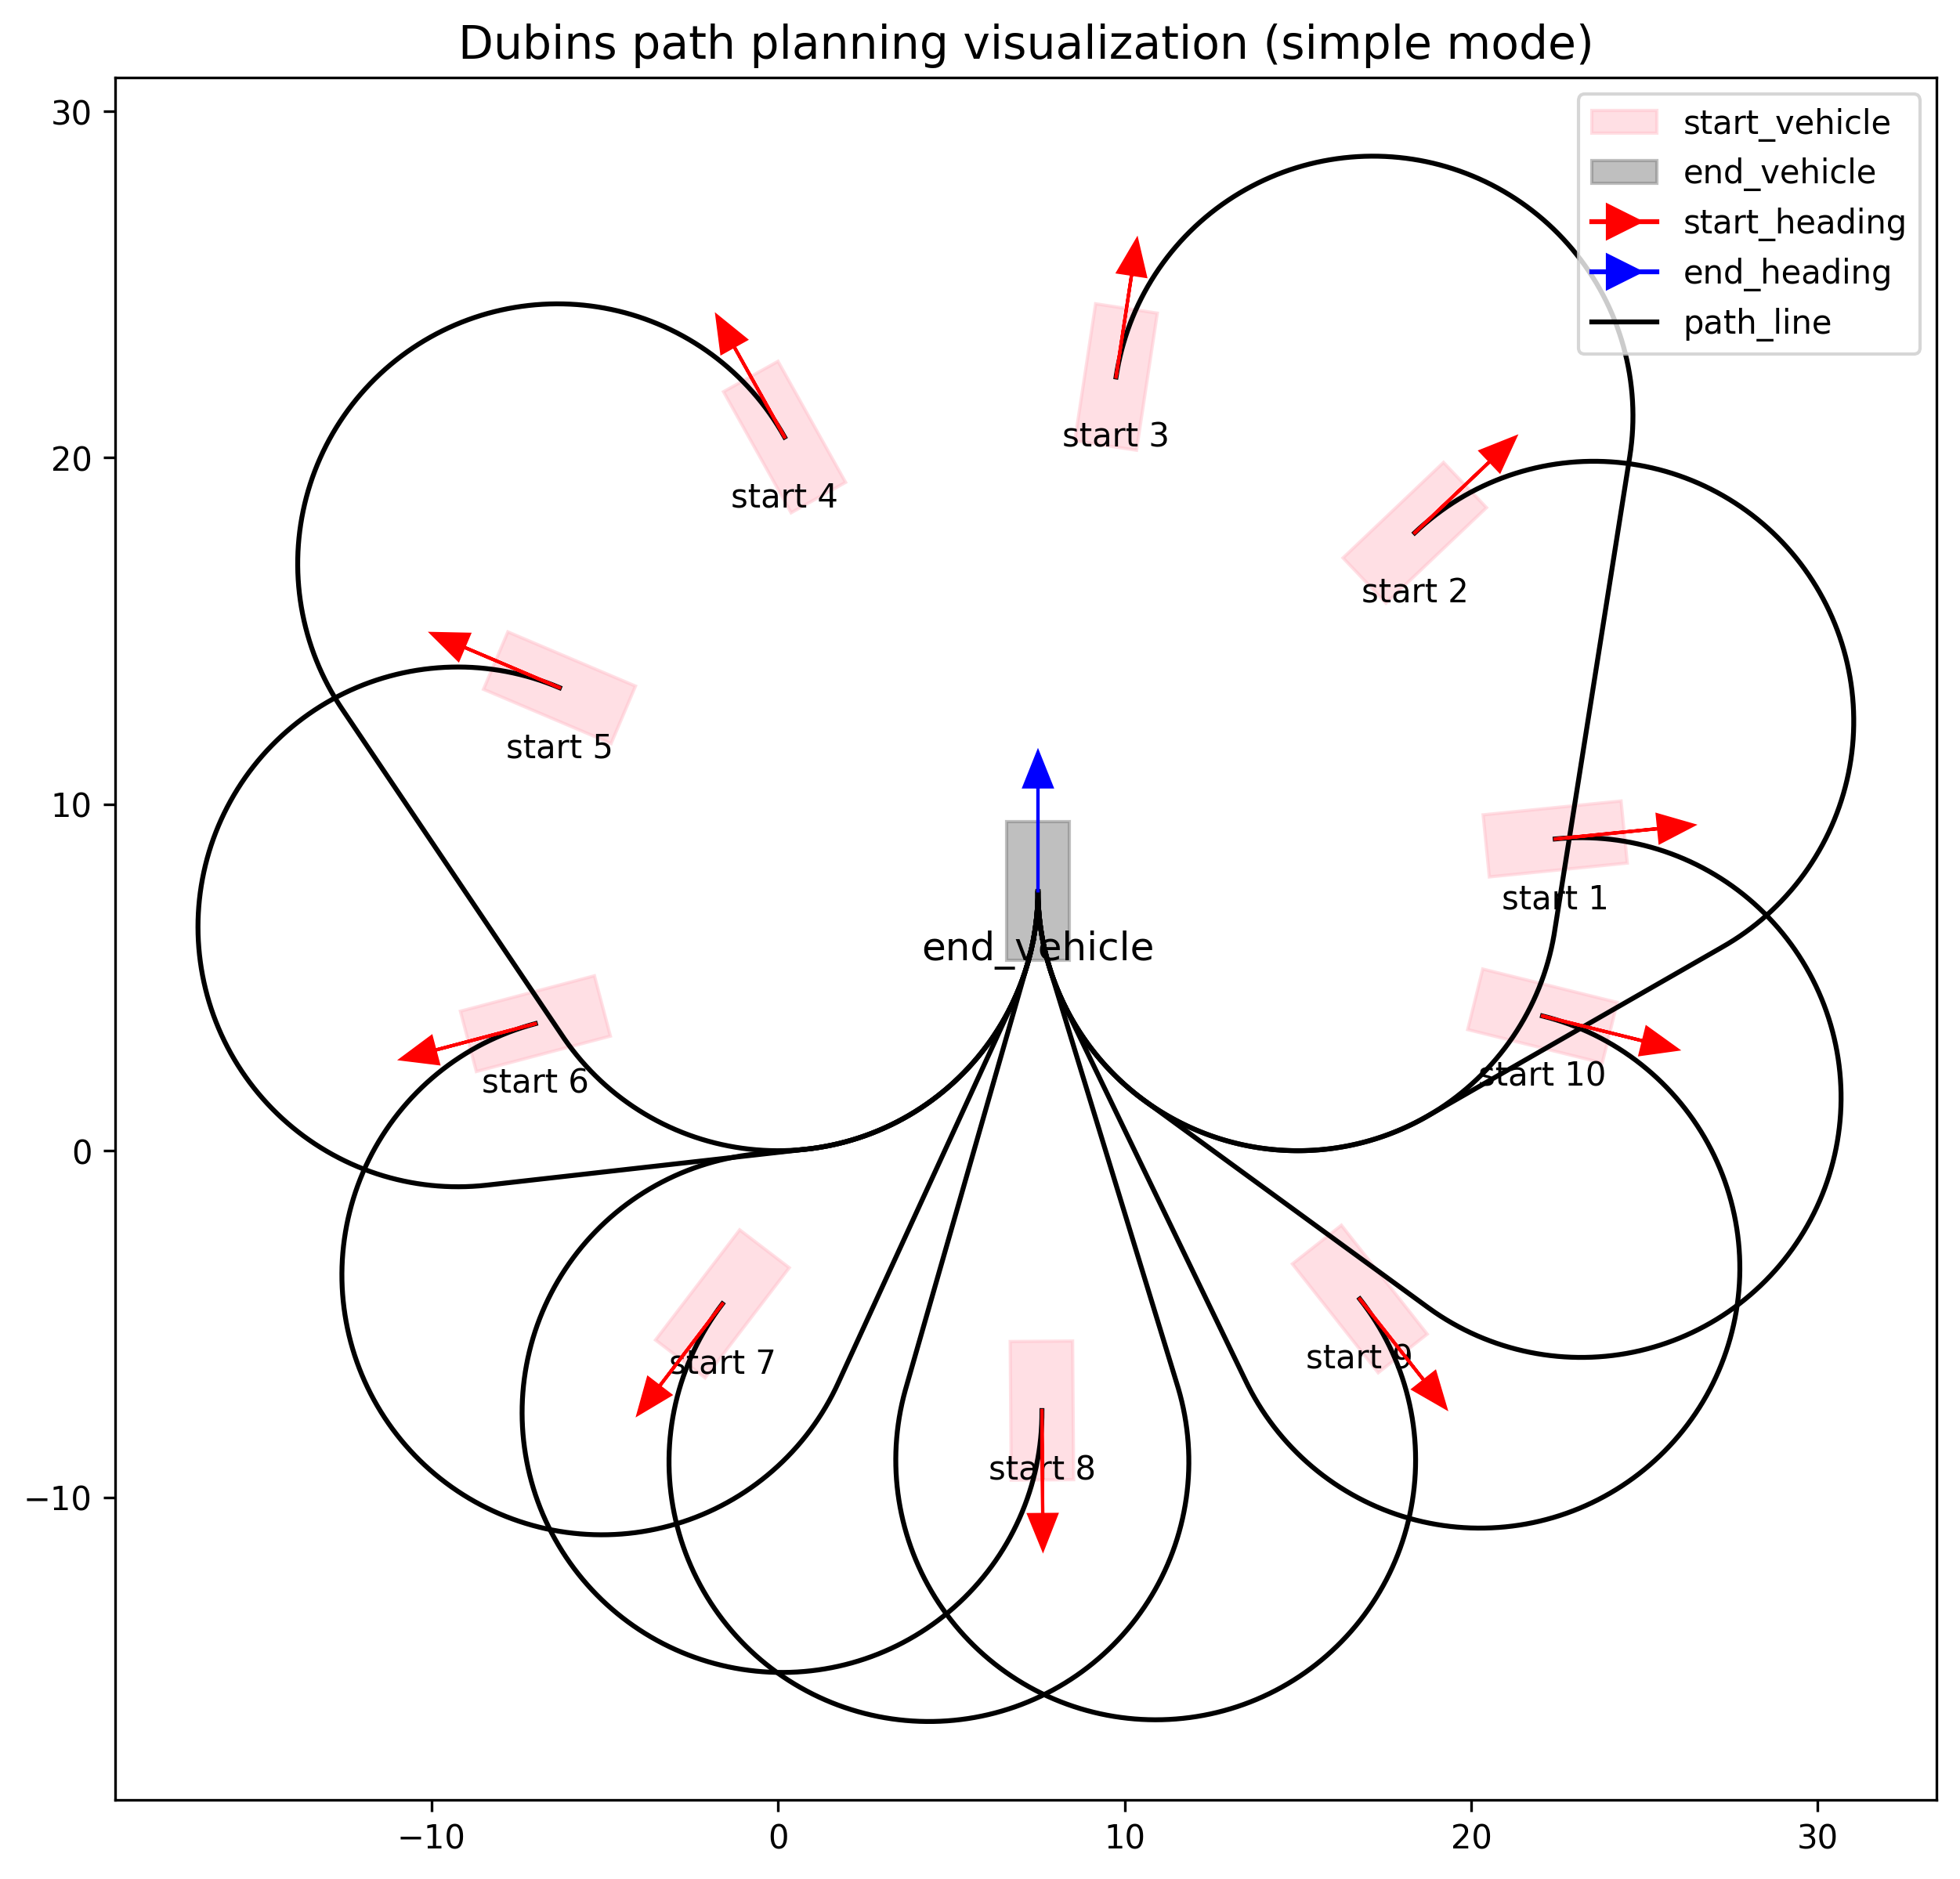 Dubins path planning visualization (simple mode)
30
20
10
0
−10
−10
0
10
20
30
start_vehicle
end_vehicle
start_heading
end_heading
path_line
start 3
start 4
start 2
start 5
start 1
end_vehicle
start 10
start 6
start 9
start 7
start 8